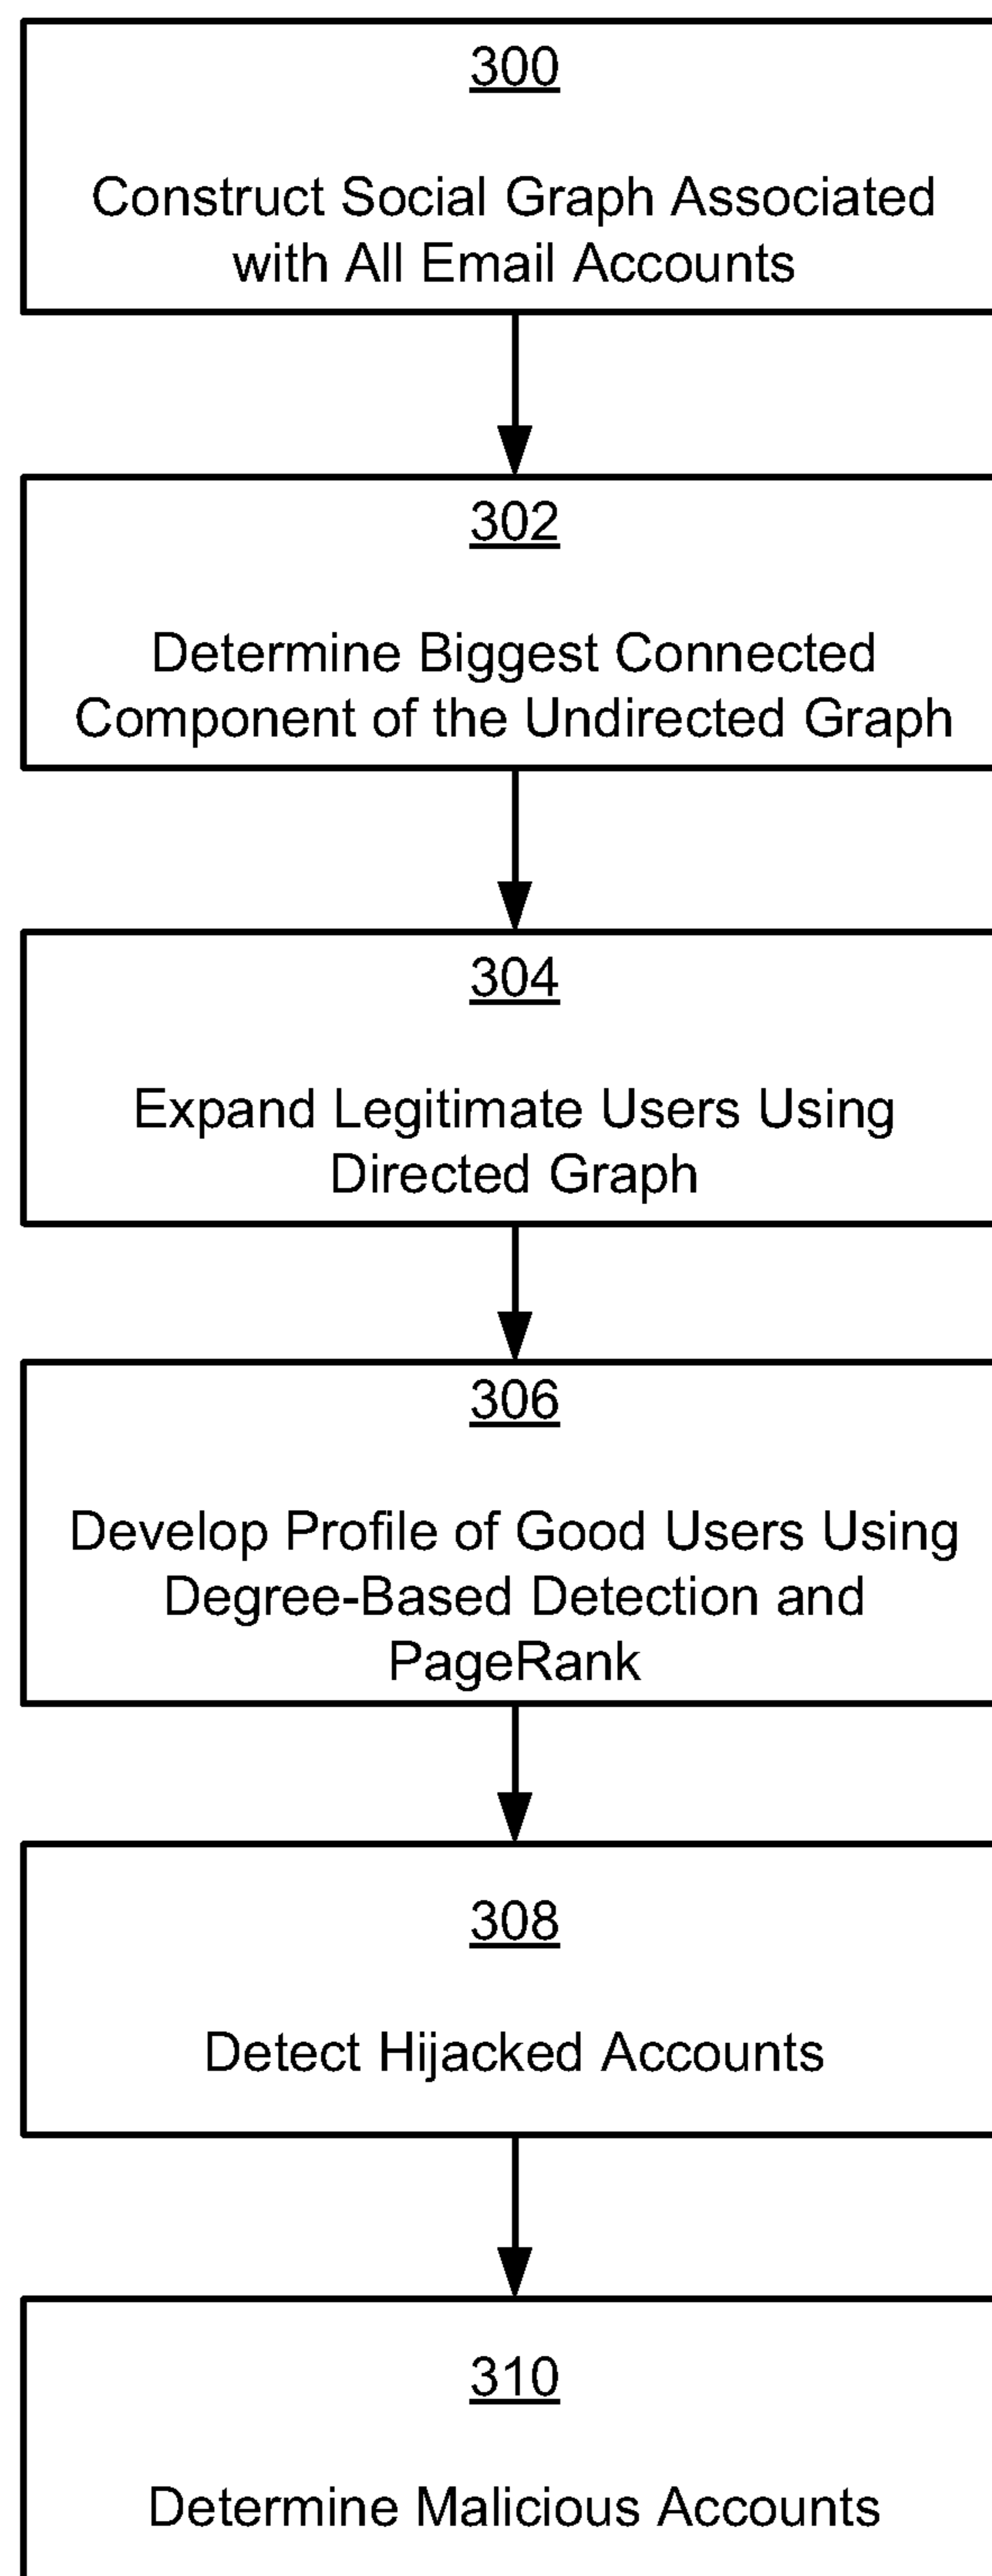 300
Construct Social Graph Associated
with All Email Accounts
302
Determine Biggest Connected
Component of the Undirected Graph
304
Expand Legitimate Users Using
Directed Graph
306
Develop Profile of Good Users Using
Degree-Based Detection and
PageRank
308
Detect Hijacked Accounts
310
Determine Malicious Accounts